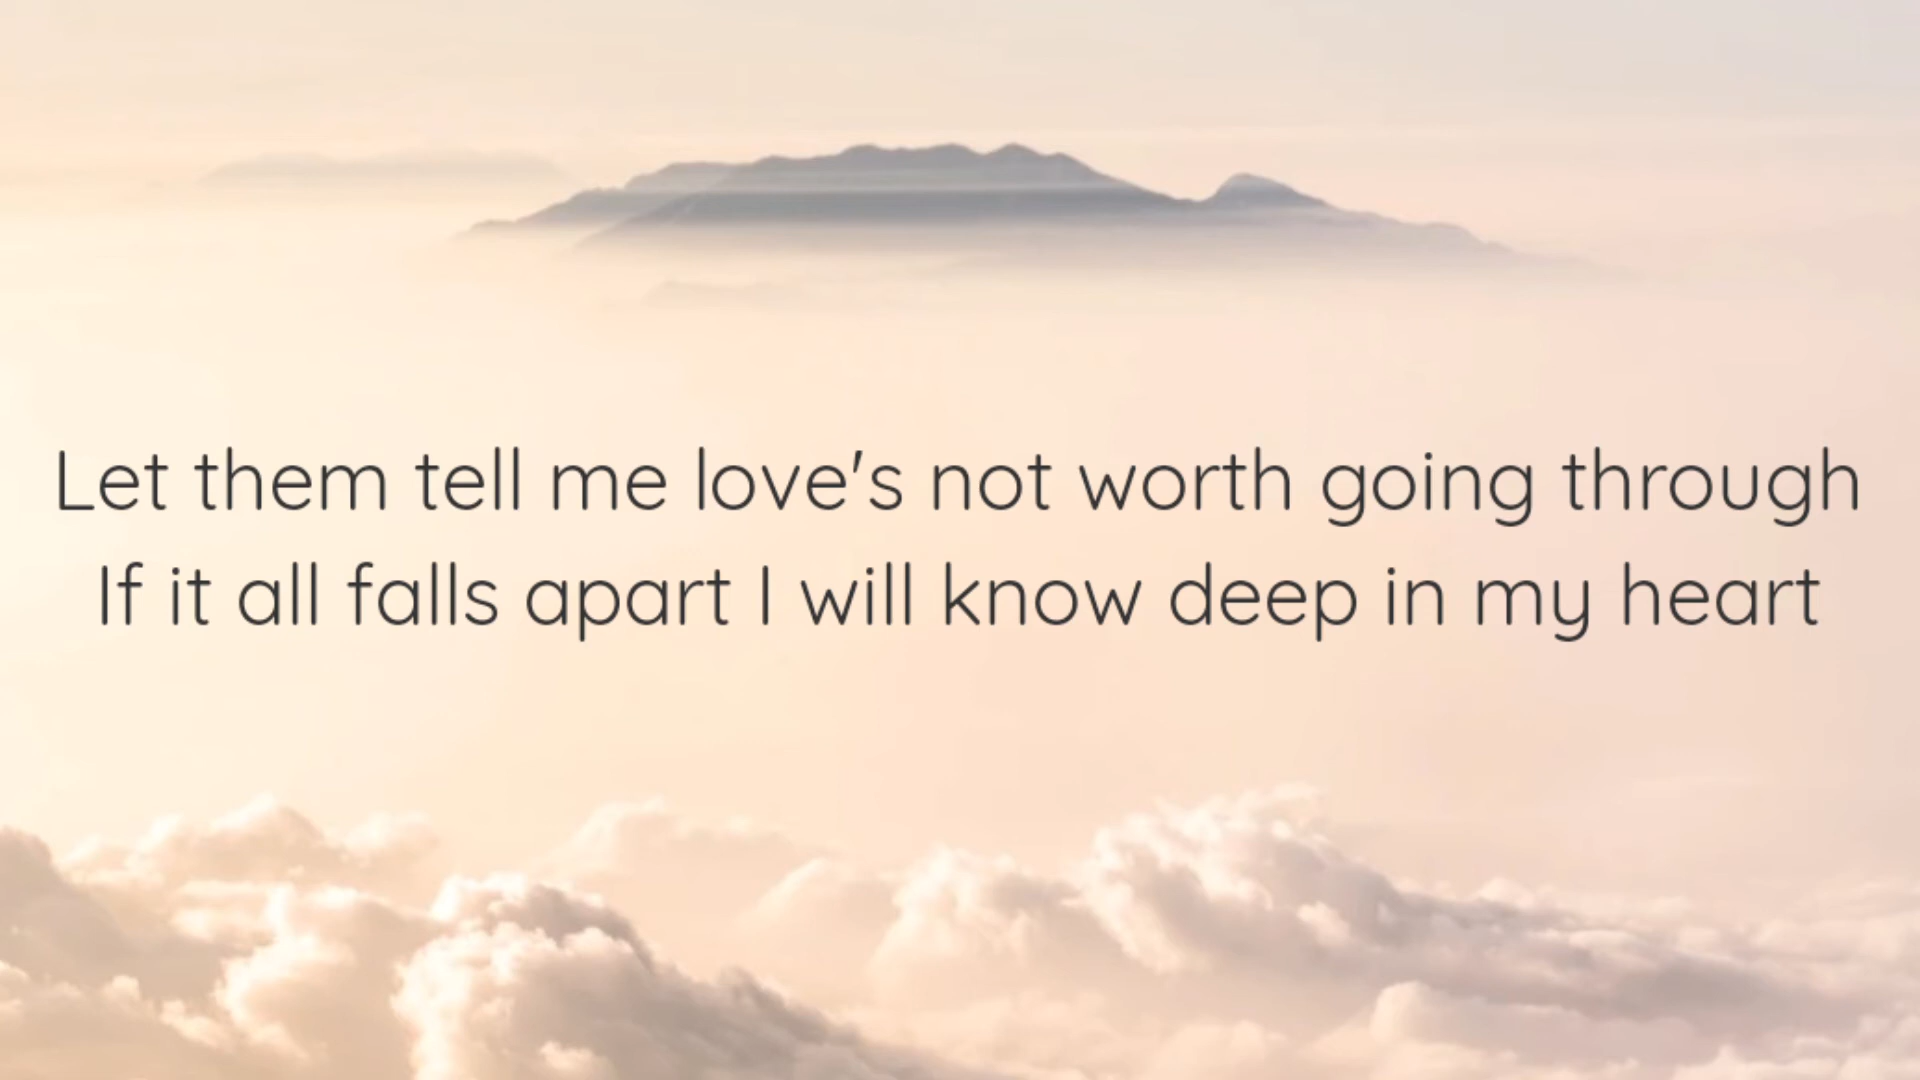 Let them tell me love's not worth going through
If it all falls apart I will know deep in my heart